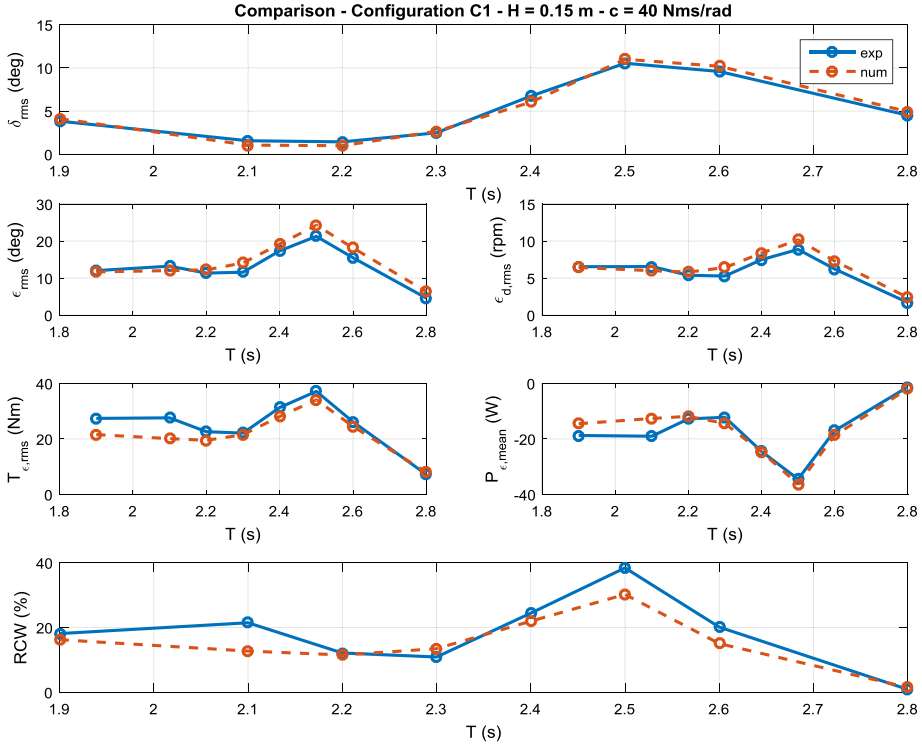 Comparison - Configuration C1 - H = 0.15 m - c = 40 Nms/rad
15
10
5
0
δrms (deg)
exp
num
1.9 2 2.1 2.2 2.3 2.4 2.5 2.6 2.7 2.8
T (s)
30
20
10
0
ϵrms (deg)
1.8 2 2.2 2.4 2.6 2.8
T (s)
15
10
5
0
ϵd,rms (rpm)
1.8 2 2.2 2.4 2.6 2.8
T (s)
40
20
0
Tϵ,rms (Nm)
1.8 2 2.2 2.4 2.6 2.8
T (s)
0
-20
-40
Pϵ,mean (W)
1.8 2 2.2 2.4 2.6 2.8
T (s)
40
20
0
RCW (%)
1.9 2 2.1 2.2 2.3 2.4 2.5 2.6 2.7 2.8
T (s)